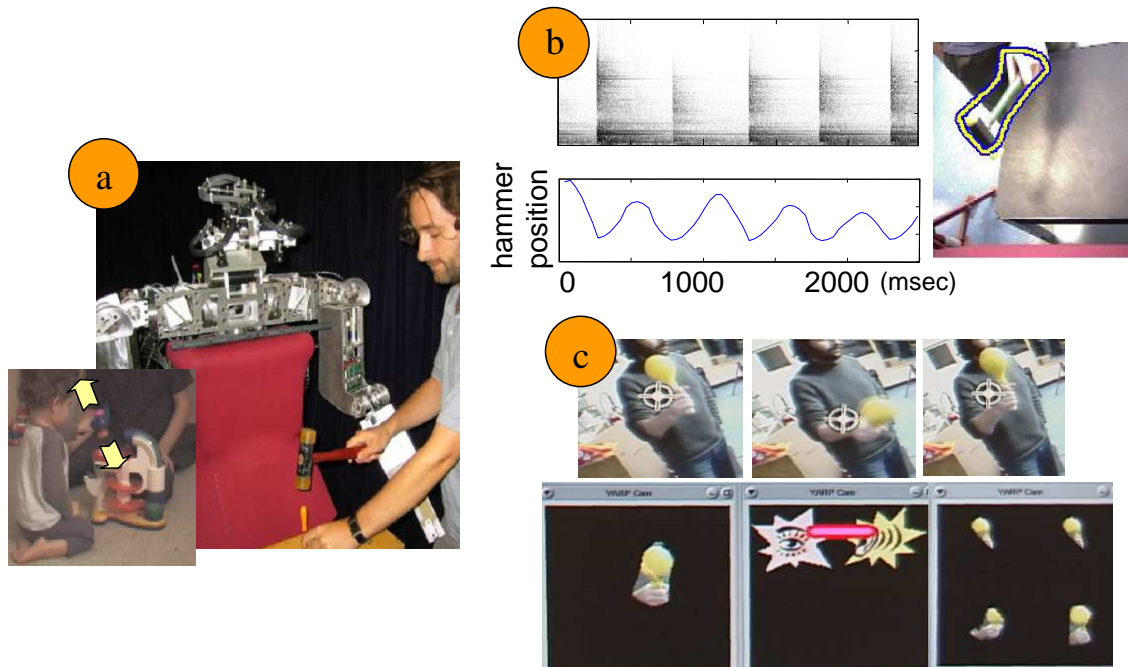 a
b
hammer
position
0
1000
2000
(msec)
c
YARP Cam
YARP Cam
YARP Cam